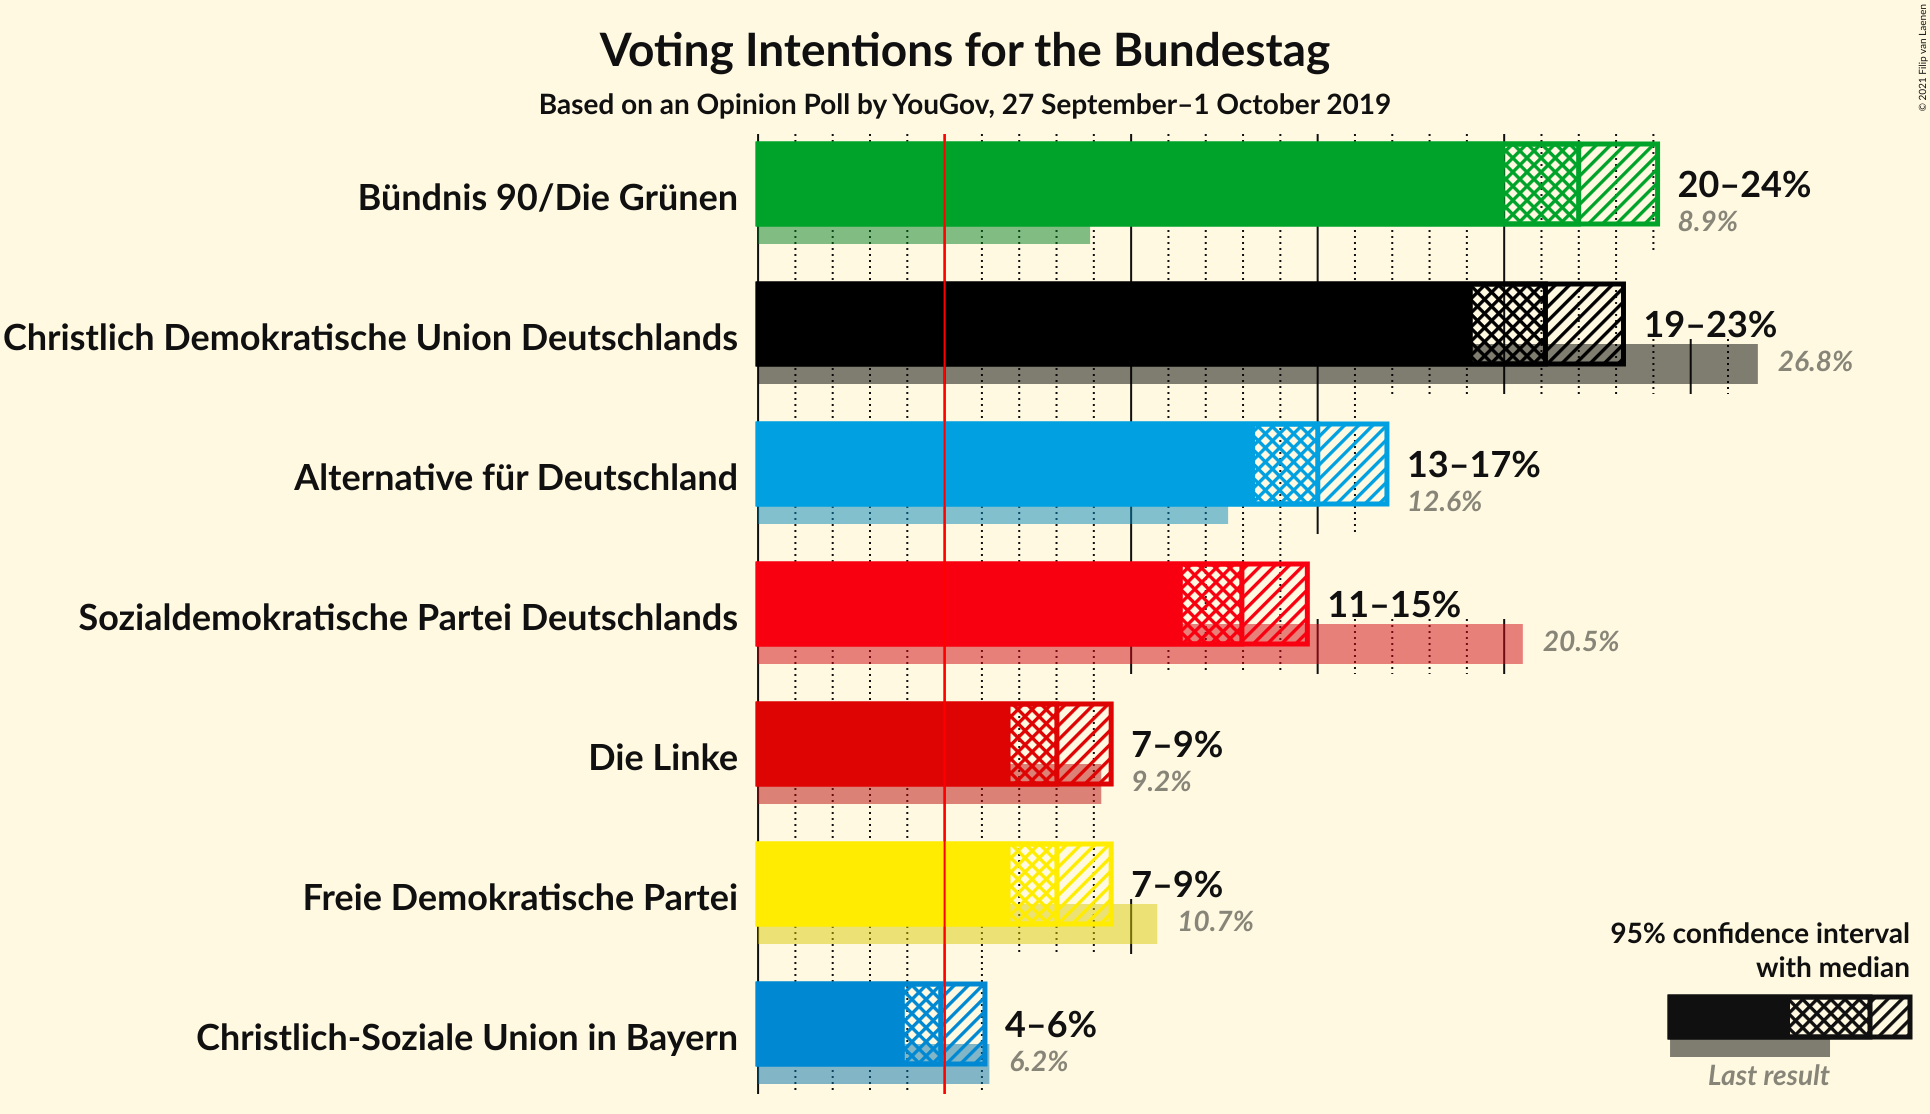 Voting Intentions for the Bundestag
Based on an Opinion Poll by YouGov, 27 September–1 October 2019
© 2021 Filip van Laenen
Bündnis 90/Die Grünen
20–24%
8.9%
Christlich Demokratische Union Deutschlands
19–23%
26.8%
Alternative für Deutschland
13–17%
12.6%
Sozialdemokratische Partei Deutschlands
11–15%
20.5%
Die Linke
7–9%
9.2%
Freie Demokratische Partei
7–9%
10.7%
Christlich-Soziale Union in Bayern
4–6%
6.2%
95% confidence interval
with median
Last result